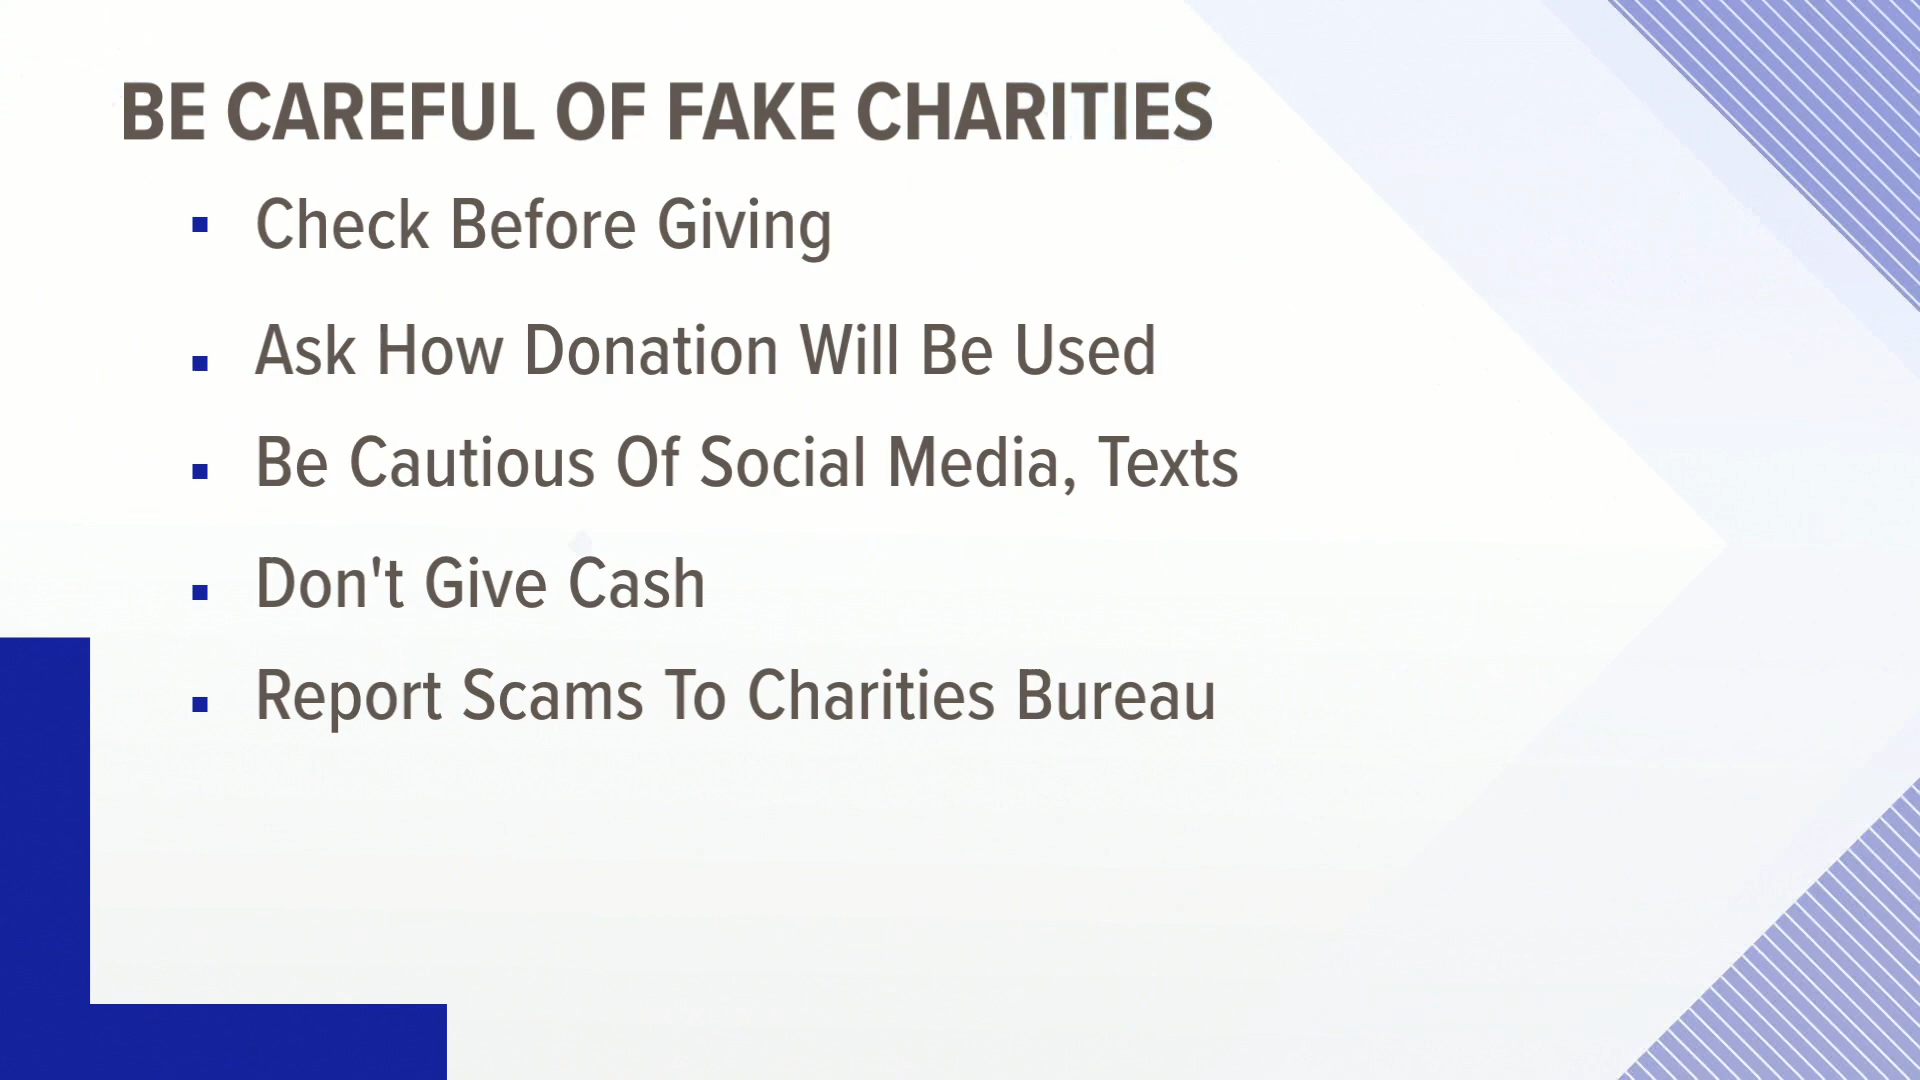 BE CAREFUL OF FAKE CHARITIES
Check Before Giving
Ask How Donation Will Be Used
Be Cautious Of Social Media, Texts
Don't Give Cash
Report Scams To Charities Bureau